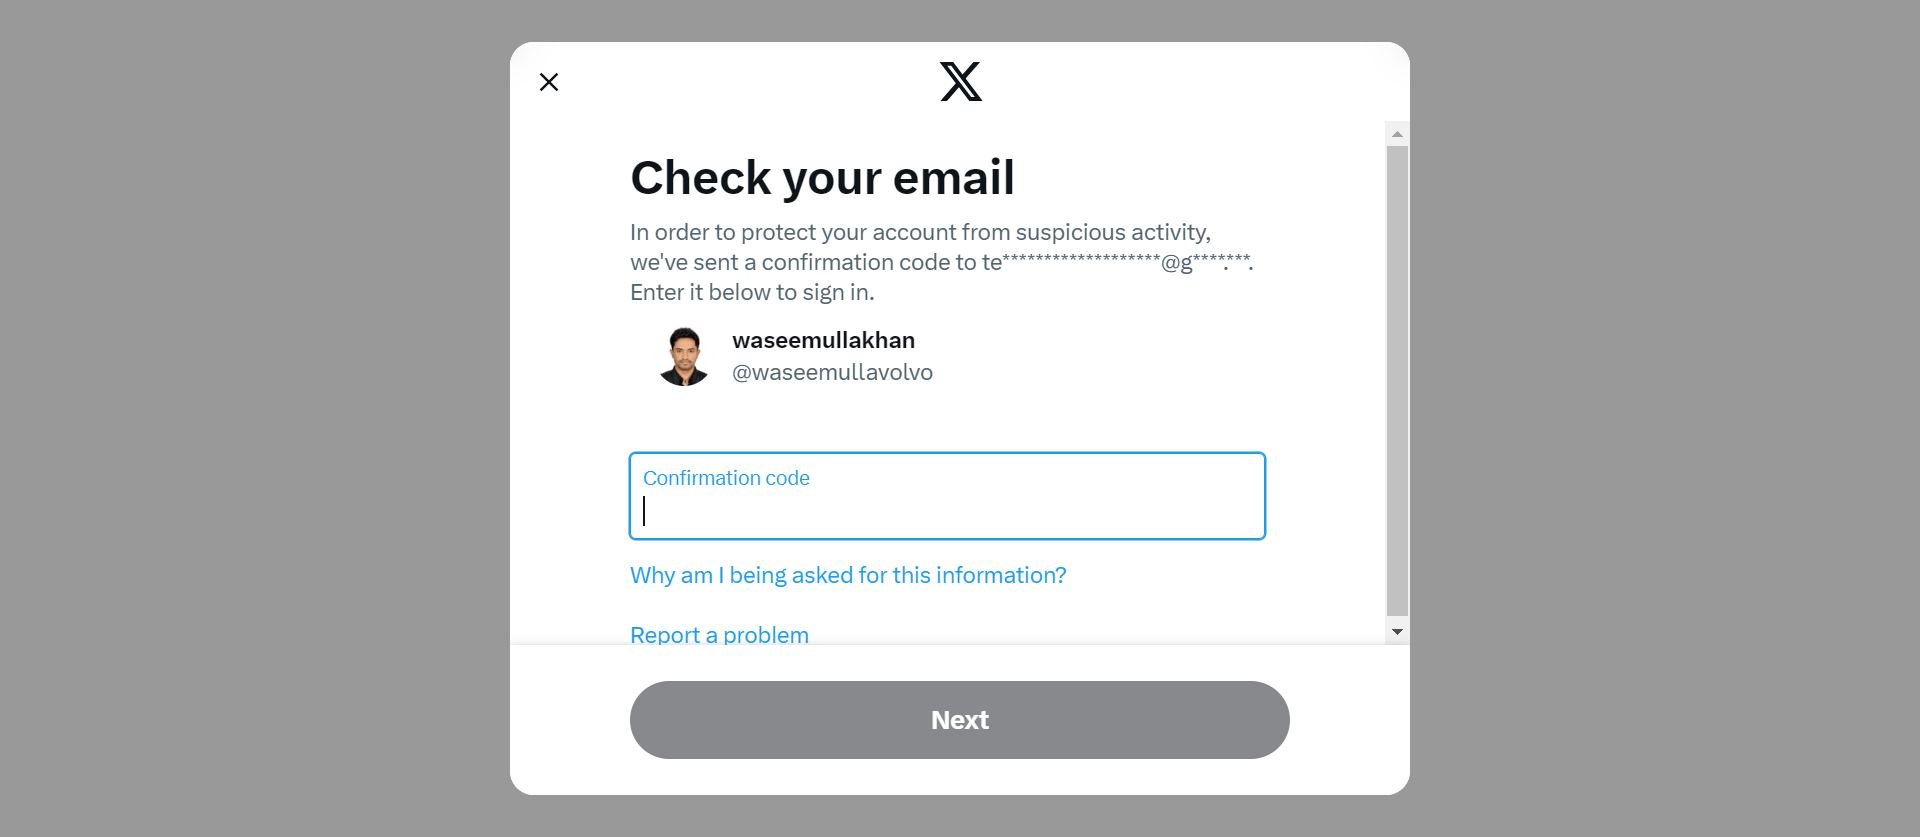 Check your email
In order to protect your account from suspicious activity,
we've sent a confirmation code to te*******************@g****.***.
Enter it below to sign in.
waseemullakhan
@waseemullavolvo
Confirmation code
Why am I being asked for this information?
Report a problem
Next